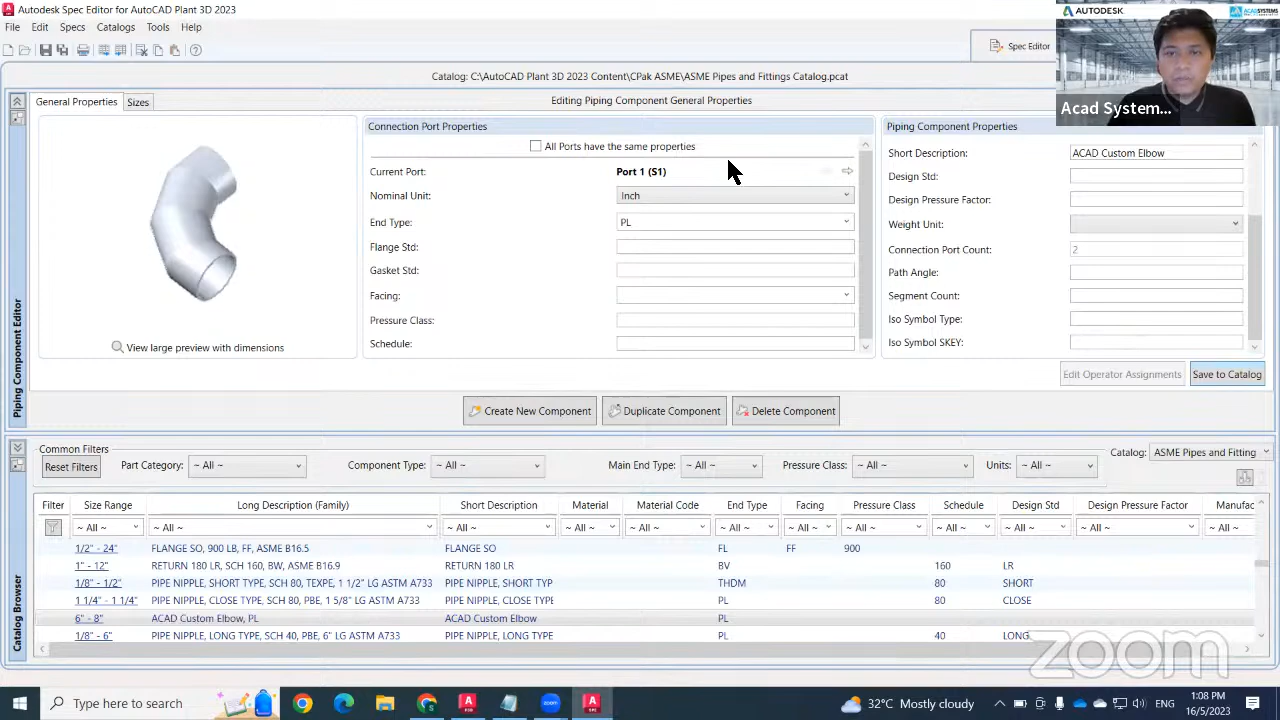 Autodesk Spec Editor for AutoCAD Plant 3D 2023
AUTODESK
ACADSYSTEMS
File Edit Specs Catalog Tools Help
Spec Editor
Catalog: C:\AutoCAD Plant 3D 2023 Content\CPak ASME\ASME Pipes and Fittings Catalog.pcat
Acad System...
General Properties Sizes
Editing Piping Component General Properties
Piping Component Editor
View large preview with dimensions
Connection Port Properties
All Ports have the same properties
Current Port: Port 1 (S1)
Nominal Unit: Inch
End Type: PL
Flange Std:
Gasket Std:
Facing:
Pressure Class:
Schedule:
Piping Component Properties
Short Description: ACAD Custom Elbow
Design Std:
Design Pressure Factor:
Weight Unit:
Connection Port Count: 2
Path Angle:
Segment Count:
Iso Symbol Type:
Iso Symbol SKEY:
Edit Operator Assignments Save to Catalog
Create New Component Duplicate Component Delete Component
Catalog Browser
Common Filters
Catalog: ASME Pipes and Fitting
Reset Filters Part Category: ~ All ~ Component Type: ~ All ~ Main End Type: ~ All ~ Pressure Class: ~ All ~ Units: ~ All ~
Filter Size Range Long Description (Family) Short Description Material Material Code End Type Facing Pressure Class Schedule Design Std Design Pressure Factor Manufac
~ All ~ ~ All ~ ~ All ~ ~ All ~ ~ All ~ ~ All ~ ~ All ~ ~ All ~ ~ All ~ ~ All ~ ~ All ~ ~ All ~
1/2" - 24" FLANGE SO, 900 LB, FF, ASME B16.5 FLANGE SO FL FF 900
1" - 12" RETURN 180 LR, SCH 160, BW, ASME B16.9 RETURN 180 LR BV 160 LR
1/8" - 1/2" PIPE NIPPLE, SHORT TYPE, SCH 80, TEXPE, 1 1/2" LG ASTM A733 PIPE NIPPLE, SHORT TYP. THDM 80 SHORT
1 1/4" - 1 1/4" PIPE NIPPLE, CLOSE TYPE, SCH 80, PBE, 1 5/8" LG ASTM A733 PIPE NIPPLE, CLOSE TYP. PL 80 CLOSE
6" - 8" ACAD Custom Elbow, PL ACAD Custom Elbow PL
1/8" - 6" PIPE NIPPLE, LONG TYPE, SCH 40, PBE, 6" LG ASTM A733 PIPE NIPPLE, LONG TYPE. PL 40 LONG
zoom
Type here to search
32°C Mostly cloudy
ENG
1:08 PM
16/5/2023